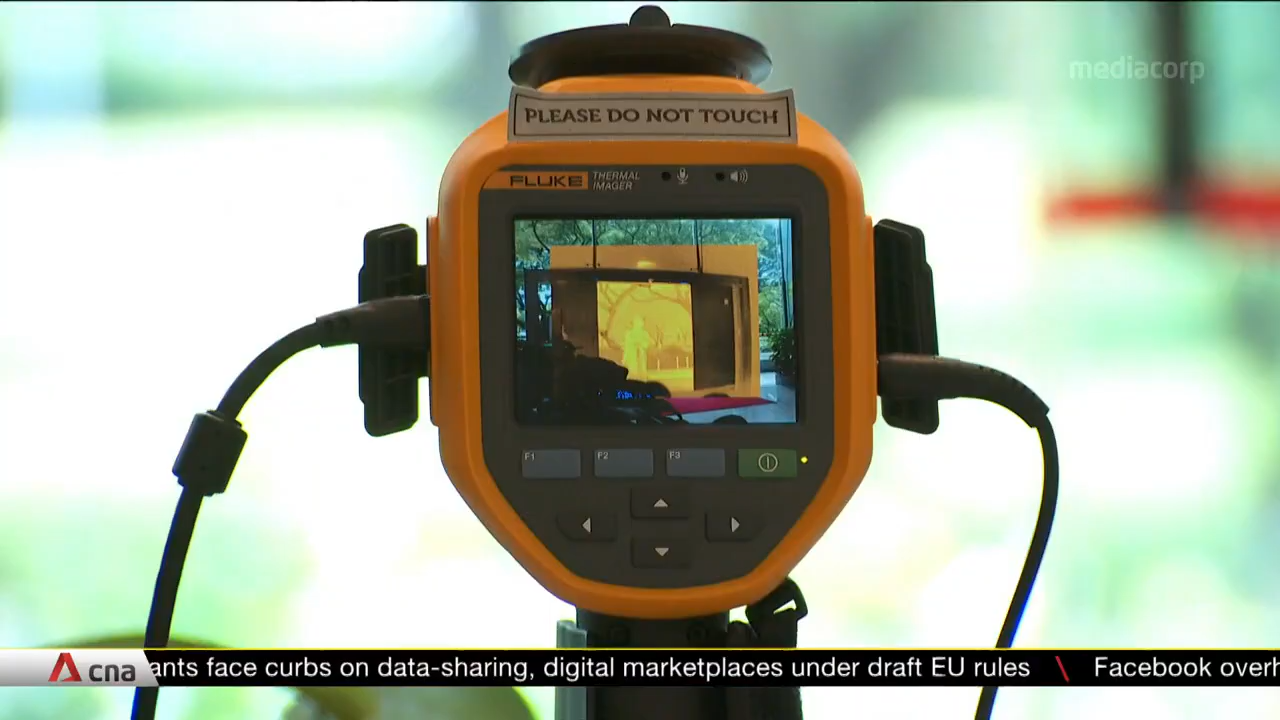 mediacorp
PLEASE DO NOT TOUCH
FLUKE THERMAL
IMAGER
F1 F2 F3
cna ants face curbs on data-sharing, digital marketplaces under draft EU rules \ Facebook overh